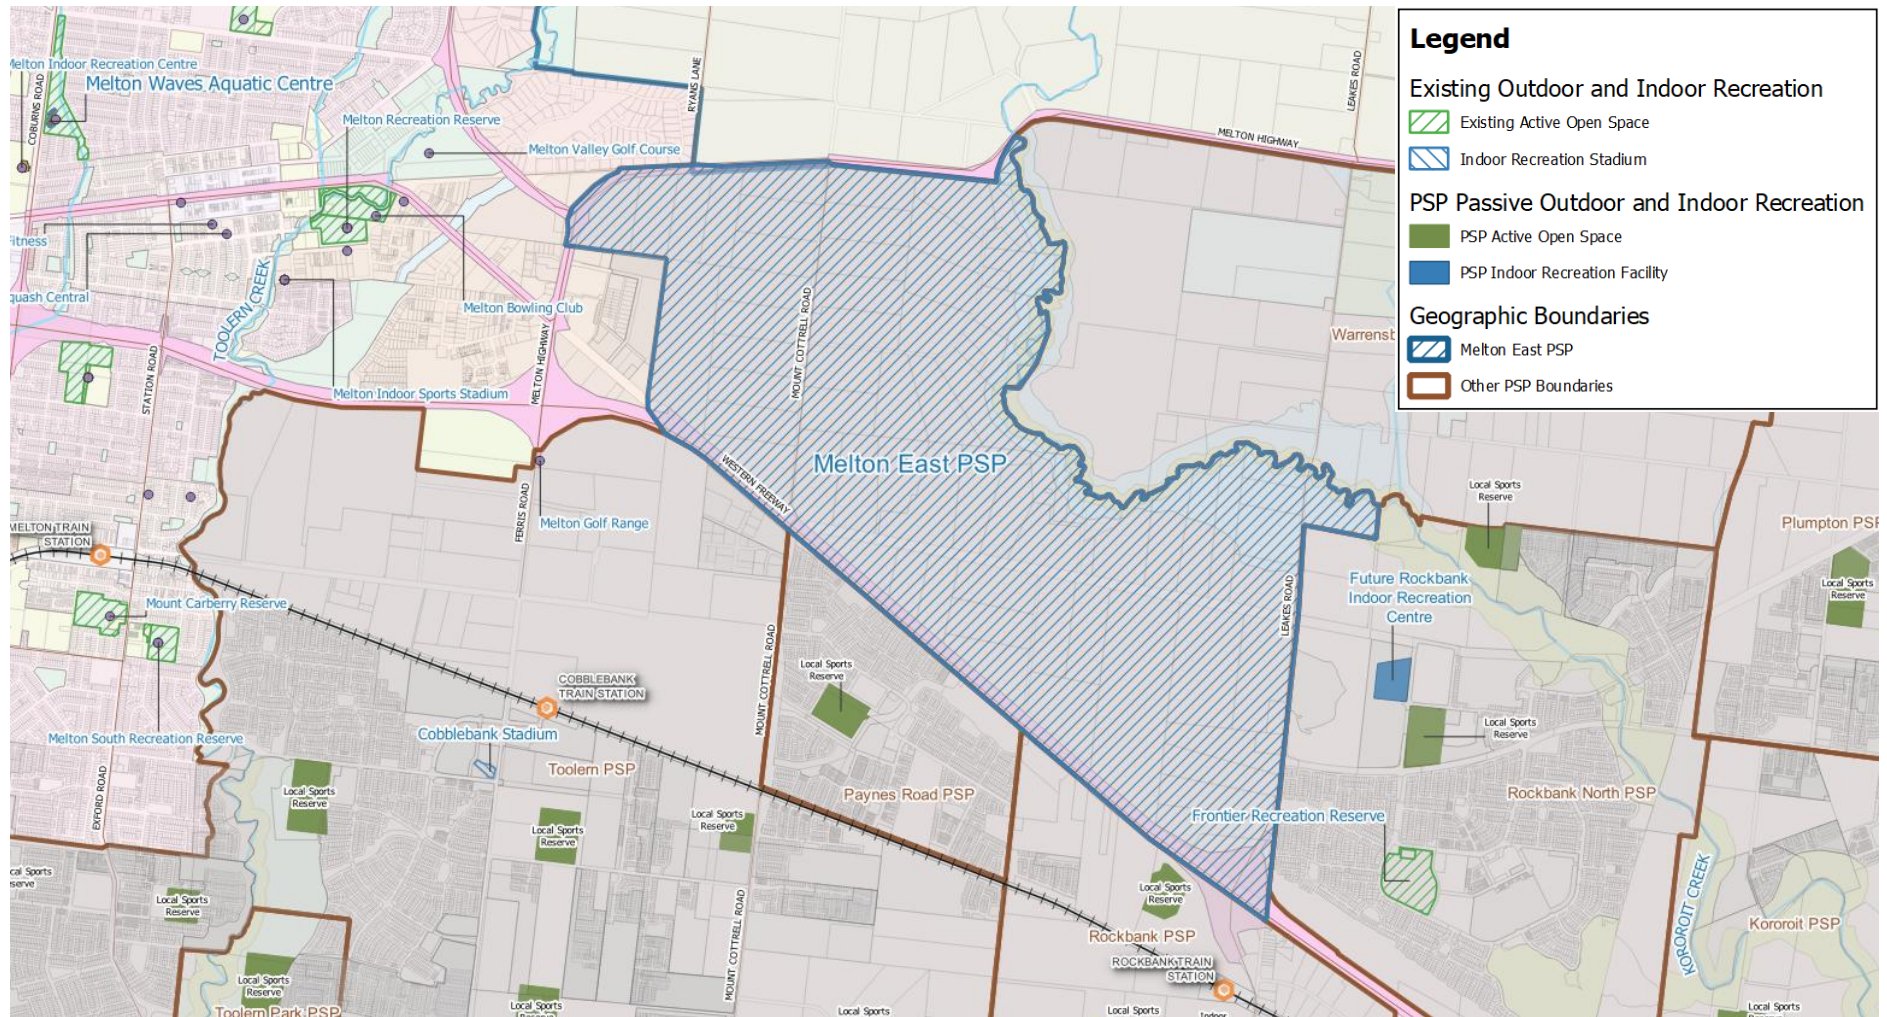 Legend
Existing Outdoor and Indoor Recreation
Existing Active Open Space
Indoor Recreation Stadium
PSP Passive Outdoor and Indoor Recreation
PSP Active Open Space
PSP Indoor Recreation Facility
Geographic Boundaries
Melton East PSP
Other PSP Boundaries
Melton Indoor Recreation Centre
Melton Waves Aquatic Centre
COBURNS ROAD
Melton Recreation Reserve
Melton Valley Golf Course
RYANS LANE
LEAKES ROAD
MELTON HIGHWAY
itness
quash Central
TOOLERN CREEK
Melton Bowling Club
MELTON HIGHWAY
MOUNT COTTRELL ROAD
Warrensb
STATION ROAD
Melton Indoor Sports Stadium
Melton East PSP
WESTERN FREEWAY
FERRIS ROAD
Melton Golf Range
Local Sports
Reserve
Plumpton PSP
MELTON TRAIN
STATION
Mount Carberry Reserve
Future Rockbank
Indoor Recreation
Centre
LEAKES ROAD
Local Sports
Reserve
MOUNT COTTRELL ROAD
Local Sports
Reserve
COBBLEBANK
TRAIN STATION
Cobblebank Stadium
Toolern PSP
Melton South Recreation Reserve
EXFORD ROAD
Local Sports
Reserve
Local Sports
Reserve
Paynes Road PSP
Rockbank North PSP
Local Sports
Reserve
Local Sports
Reserve
Frontier Recreation Reserve
cal Sports
eserve
Local Sports
Reserve
Local Sports
Reserve
Rockbank PSP
ROCKBANK TRAIN
STATION
KOROROIT CREEK
Kororoit PSP
MOUNT COTTRELL ROAD
Local Sports
Reserve
Toolern Park PSP
Local Sports
Reserve
Local Sports
Local Sports
Indoor
Local Sports
Reserve